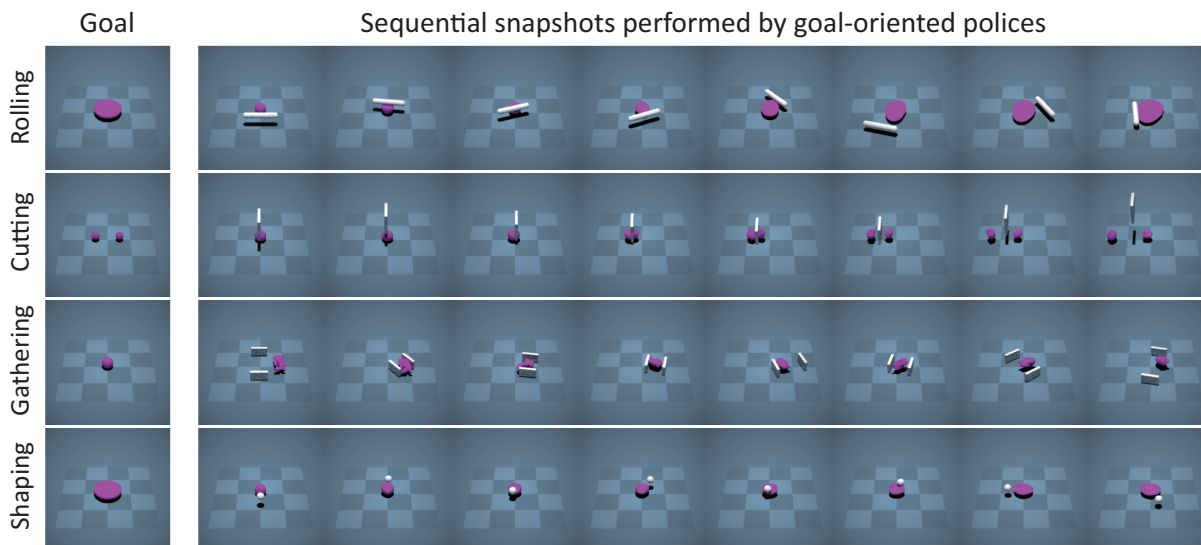 Goal
Sequential snapshots performed by goal-oriented polices
Rolling
Cutting
Gathering
Shaping